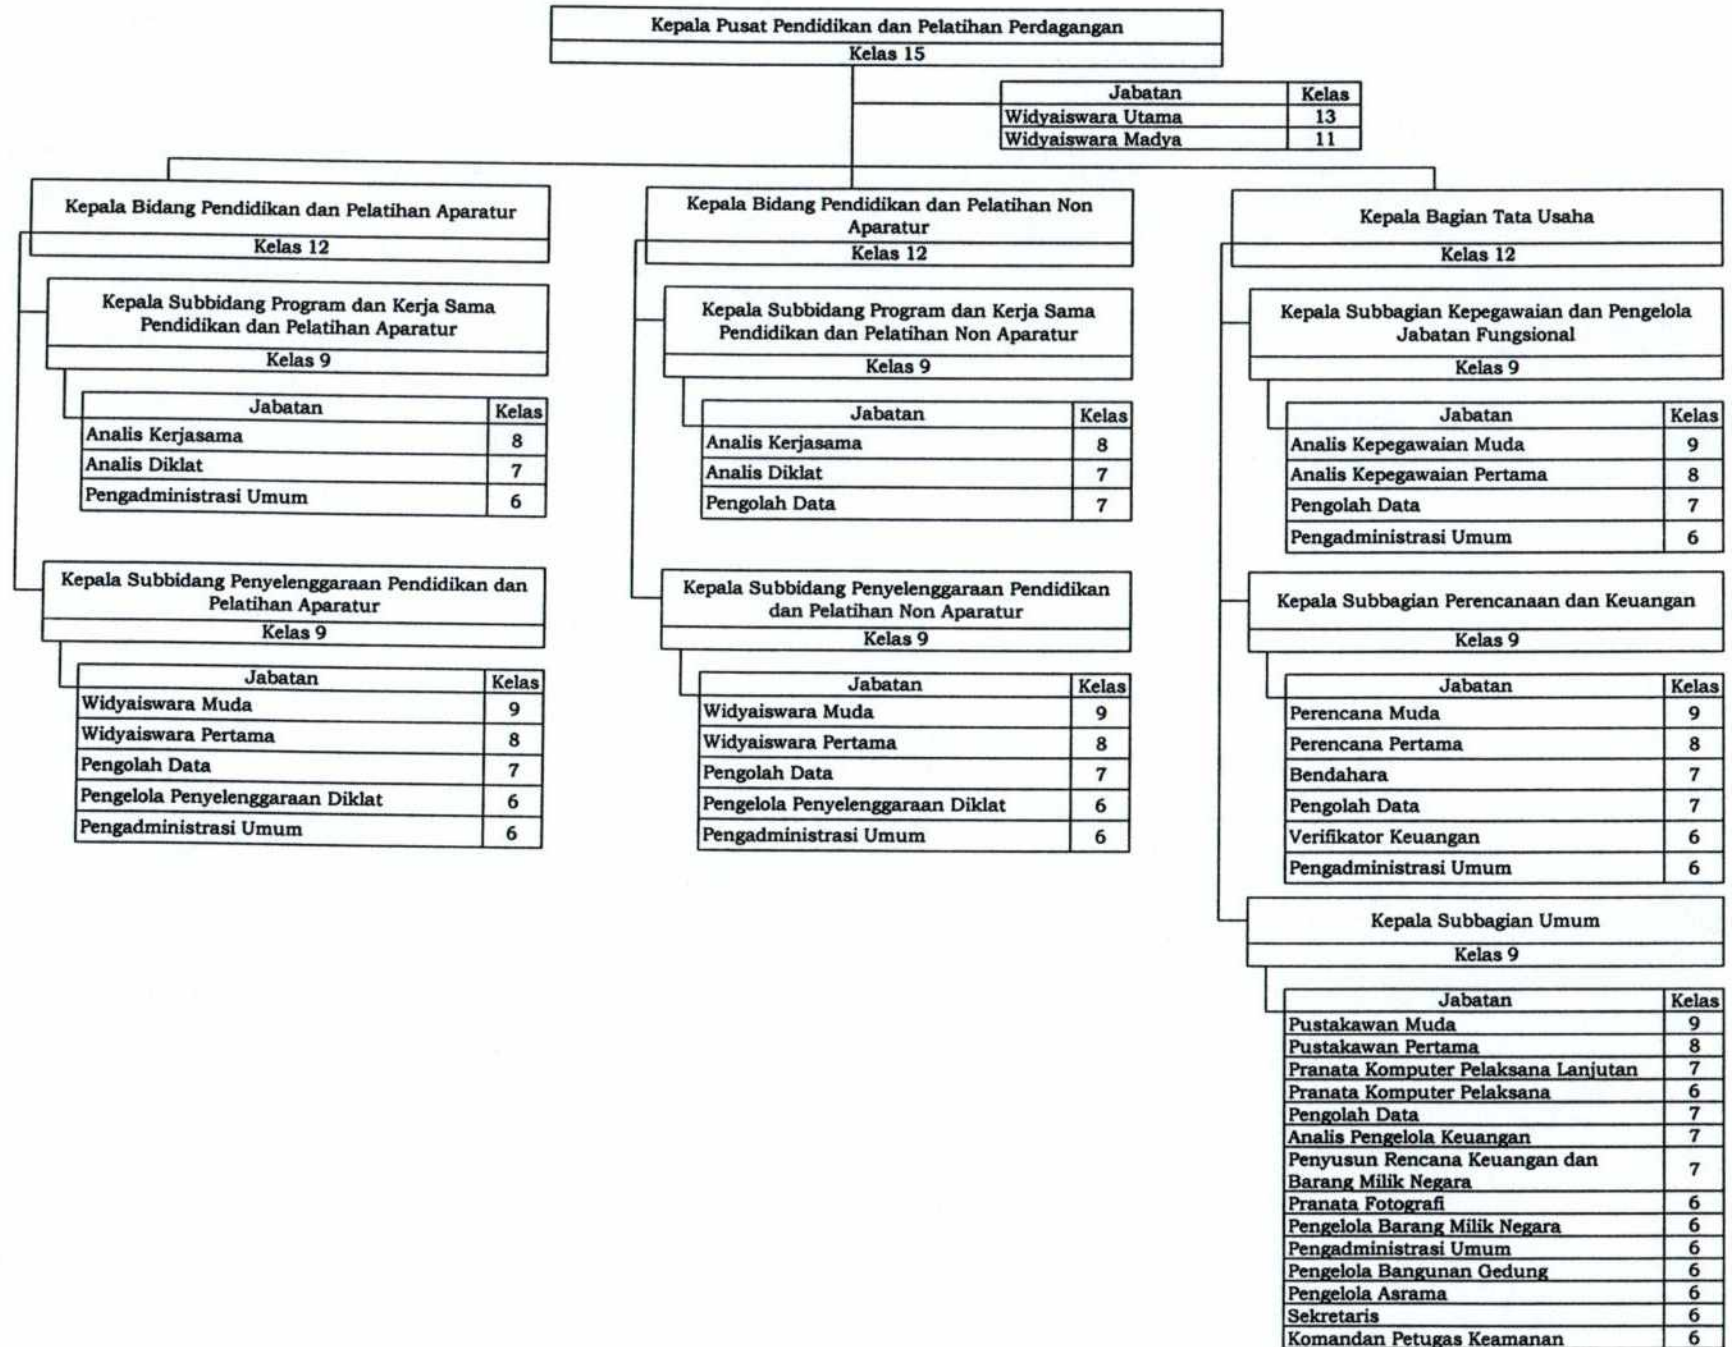 Kepala Pusat Pendidikan dan Pelatihan Perdagangan
Kelas 15
Jabatan Kelas
Widyaiswara Utama 13
Widyaiswara Madya 11
Kepala Bidang Pendidikan dan Pelatihan Aparatur
Kelas 12
Kepala Subbidang Program dan Kerja Sama
Pendidikan dan Pelatihan Aparatur
Kelas 9
Jabatan Kelas
Analis Kerjasama 8
Analis Diklat 7
Pengadministrasi Umum 6
Kepala Subbidang Penyelenggaraan Pendidikan dan
Pelatihan Aparatur
Kelas 9
Jabatan Kelas
Widyaiswara Muda 9
Widyaiswara Pertama 8
Pengolah Data 7
Pengelola Penyelenggaraan Diklat 6
Pengadministrasi Umum 6
Kepala Bidang Pendidikan dan Pelatihan Non
Aparatur
Kelas 12
Kepala Subbidang Program dan Kerja Sama
Pendidikan dan Pelatihan Non Aparatur
Kelas 9
Jabatan Kelas
Analis Kerjasama 8
Analis Diklat 7
Pengolah Data 7
Kepala Subbidang Penyelenggaraan Pendidikan
dan Pelatihan Non Aparatur
Kelas 9
Jabatan Kelas
Widyaiswara Muda 9
Widyaiswara Pertama 8
Pengolah Data 7
Pengelola Penyelenggaraan Diklat 6
Pengadministrasi Umum 6
Kepala Bagian Tata Usaha
Kelas 12
Kepala Subbagian Kepegawaian dan Pengelola
Jabatan Fungsional
Kelas 9
Jabatan Kelas
Analis Kepegawaian Muda 9
Analis Kepegawaian Pertama 8
Pengolah Data 7
Pengadministrasi Umum 6
Kepala Subbagian Perencanaan dan Keuangan
Kelas 9
Jabatan Kelas
Perencana Muda 9
Perencana Pertama 8
Bendahara 7
Pengolah Data 7
Verifikator Keuangan 6
Pengadministrasi Umum 6
Kepala Subbagian Umum
Kelas 9
Jabatan Kelas
Pustakawan Muda 9
Pustakawan Pertama 8
Pranata Komputer Pelaksana Lanjutan 7
Pranata Komputer Pelaksana 6
Pengolah Data 7
Analis Pengelola Keuangan 7
Penyusun Rencana Keuangan dan
Barang Milik Negara 7
Pranata Fotografi 6
Pengelola Barang Milik Negara 6
Pengadministrasi Umum 6
Pengelola Bangunan Gedung 6
Pengelola Asrama 6
Sekretaris 6
Komandan Petugas Keamanan 6